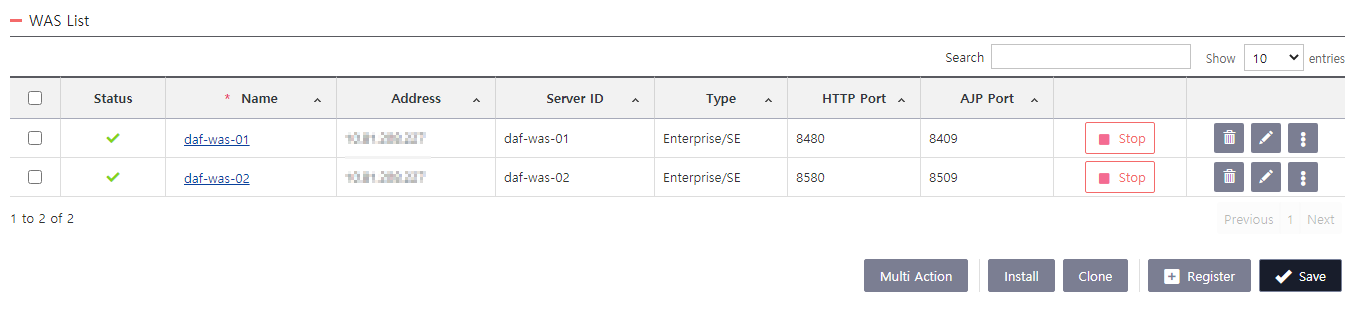 WAS List
Search Show 10 entries
Status * Name Address Server ID Type HTTP Port AJP Port
daf-was-01 daf-was-01 Enterprise/SE 8480 8409 Stop
daf-was-02 daf-was-02 Enterprise/SE 8580 8509 Stop
1 to 2 of 2 Previous 1 Next
Multi Action Install Clone Register Save